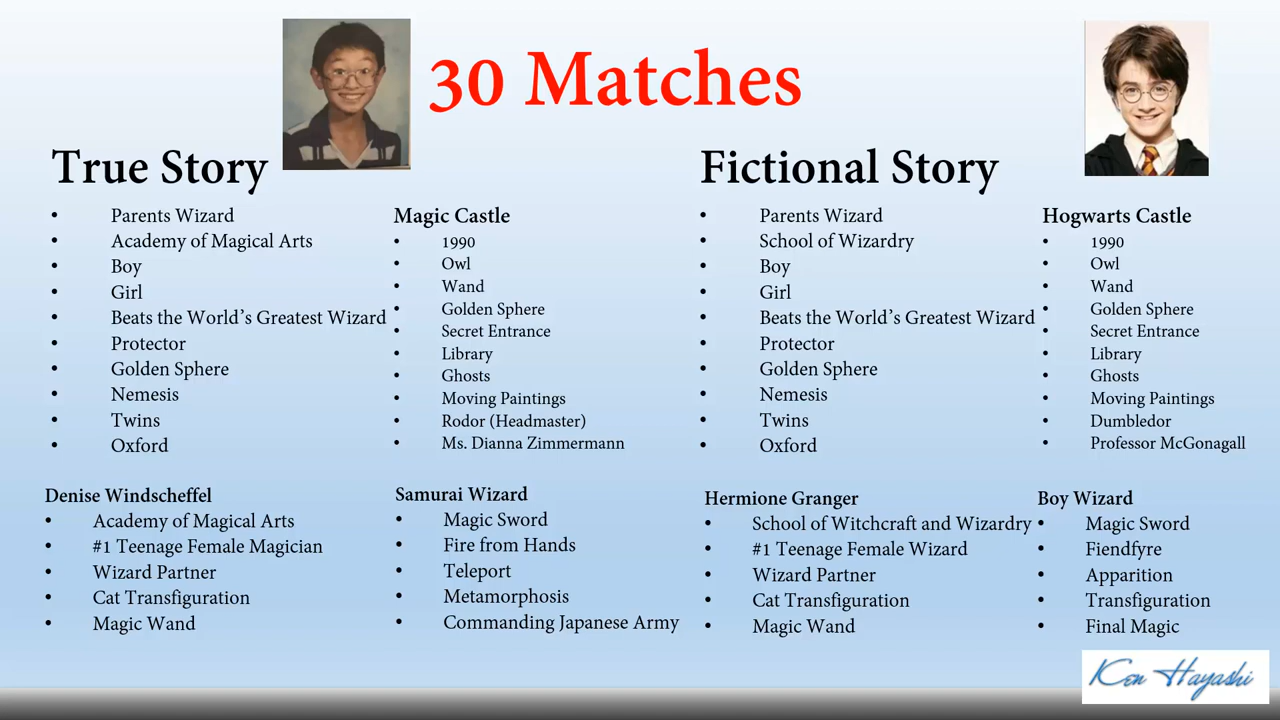 30 Matches
True Story
• Parents Wizard
• Academy of Magical Arts
• Boy
• Girl
• Beats the World's Greatest Wizard
• Protector
• Golden Sphere
• Nemesis
• Twins
• Oxford
Magic Castle
• 1990
• Owl
• Wand
• Golden Sphere
• Secret Entrance
• Library
• Ghosts
• Moving Paintings
• Rodor (Headmaster)
• Ms. Dianna Zimmermann
Denise Windscheffel
• Academy of Magical Arts
• #1 Teenage Female Magician
• Wizard Partner
• Cat Transfiguration
• Magic Wand
Samurai Wizard
• Magic Sword
• Fire from Hands
• Teleport
• Metamorphosis
• Commanding Japanese Army
Fictional Story
• Parents Wizard
• School of Wizardry
• Boy
• Girl
• Beats the World's Greatest Wizard
• Protector
• Golden Sphere
• Nemesis
• Twins
• Oxford
Hogwarts Castle
• 1990
• Owl
• Wand
• Golden Sphere
• Secret Entrance
• Library
• Ghosts
• Moving Paintings
• Dumbledor
• Professor McGonagall
Hermione Granger
• School of Witchcraft and Wizardry
• #1 Teenage Female Wizard
• Wizard Partner
• Cat Transfiguration
• Magic Wand
Boy Wizard
• Magic Sword
• Fiendfyre
• Apparition
• Transfiguration
• Final Magic
Ken Hayashi